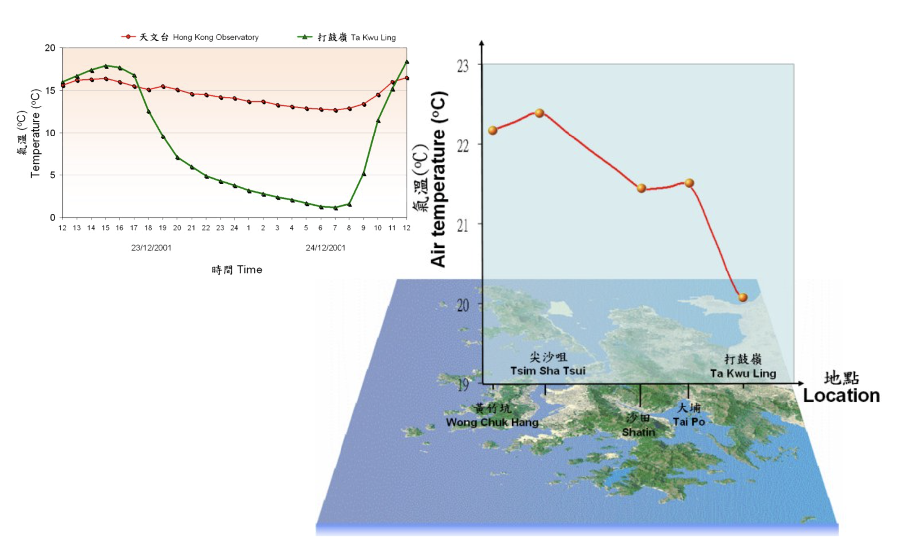 天文台 Hong Kong Observatory
打鼓嶺 Ta Kwu Ling
氣溫 (°C)
Temperature (°C)
20
15
10
5
0
12 13 14 15 16 17 18 19 20 21 22 23 24 1 2 3 4 5 6 7 8 9 10 11 12
23/12/2001 24/12/2001
時間 Time
氣溫(°C)
Air temperature (°C)
23
22
21
20
19
尖沙咀
Tsim Sha Tsui
打鼓嶺
Ta Kwu Ling
黃竹坑
Wong Chuk Hang
沙田
Shatin
大埔
Tai Po
地點
Location